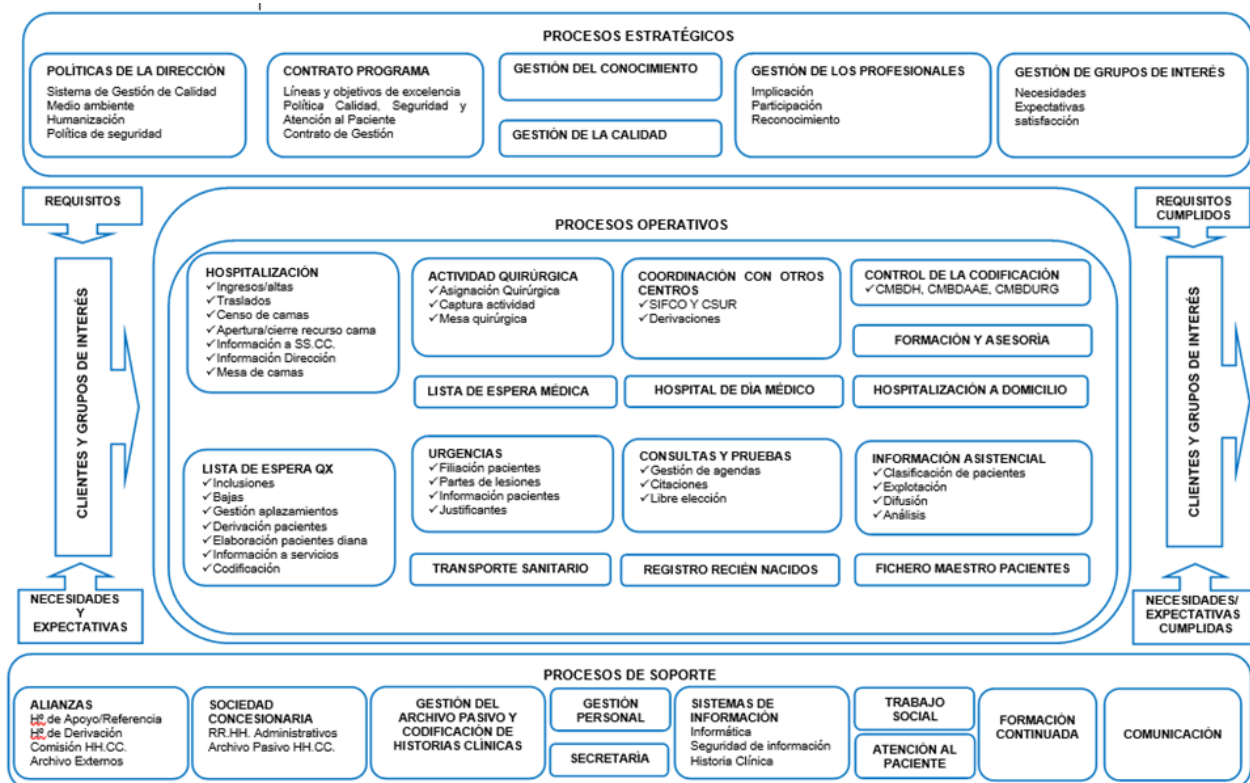 PROCESOS ESTRATÉGICOS
POLÍTICAS DE LA DIRECCIÓN
Sistema de Gestión de Calidad
Medio ambiente
Humanización
Política de seguridad
CONTRATO PROGRAMA
Líneas y objetivos de excelencia
Política Calidad, Seguridad y
Atención al Paciente
Contrato de Gestión
GESTIÓN DEL CONOCIMIENTO
GESTIÓN DE LA CALIDAD
GESTIÓN DE LOS PROFESIONALES
Implicación
Participación
Reconocimiento
GESTIÓN DE GRUPOS DE INTERÉS
Necesidades
Expectativas
satisfacción
REQUISITOS
CLIENTES Y GRUPOS DE INTERÉS
NECESIDADES
Y
EXPECTATIVAS
PROCESOS OPERATIVOS
HOSPITALIZACIÓN
✓Ingresos/altas
✓Traslados
✓Censo de camas
✓Apertura/cierre recurso cama
✓Información a SS.CC.
✓Información Dirección
✓Mesa de camas
ACTIVIDAD QUIRÚRGICA
✓Asignación Quirúrgica
✓Captura actividad
✓Mesa quirúrgica
COORDINACIÓN CON OTROS
CENTROS
✓SIFCO Y CSUR
✓Derivaciones
CONTROL DE LA CODIFICACIÓN
✓CMBDH, CMBDAAE, CMBDURG
FORMACIÓN Y ASESORÌA
LISTA DE ESPERA MÉDICA
HOSPITAL DE DÌA MÉDICO
HOSPITALIZACIÓN A DOMICILIO
LISTA DE ESPERA QX
✓Inclusiones
✓Bajas
✓Gestión aplazamientos
✓Derivación pacientes
✓Elaboración pacientes diana
✓Información a servicios
✓Codificación
URGENCIAS
✓Filiación pacientes
✓Partes de lesiones
✓Información pacientes
✓Justificantes
CONSULTAS Y PRUEBAS
✓Gestión de agendas
✓Citaciones
✓Libre elección
INFORMACIÓN ASISTENCIAL
✓Clasificación de pacientes
✓Explotación
✓Difusión
✓Análisis
TRANSPORTE SANITARIO
REGISTRO RECIÉN NACIDOS
FICHERO MAESTRO PACIENTES
REQUISITOS
CUMPLIDOS
CLIENTES Y GRUPOS DE INTERÉS
NECESIDADES/
EXPECTATIVAS
CUMPLIDAS
PROCESOS DE SOPORTE
ALIANZAS
Hº de Apoyo/Referencia
Hº de Derivación
Comisión HH.CC.
Archivo Externos
SOCIEDAD
CONCESIONARIA
RR.HH. Administrativos
Archivo Pasivo HH.CC.
GESTIÓN DEL
ARCHIVO PASIVO Y
CODIFICACIÓN DE
HISTORIAS CLÍNICAS
GESTIÓN
PERSONAL
SECRETARÌA
SISTEMAS DE
INFORMACIÓN
Informática
Seguridad de información
Historia Clínica
TRABAJO
SOCIAL
ATENCIÓN AL
PACIENTE
FORMACIÓN
CONTINUADA
COMUNICACIÓN